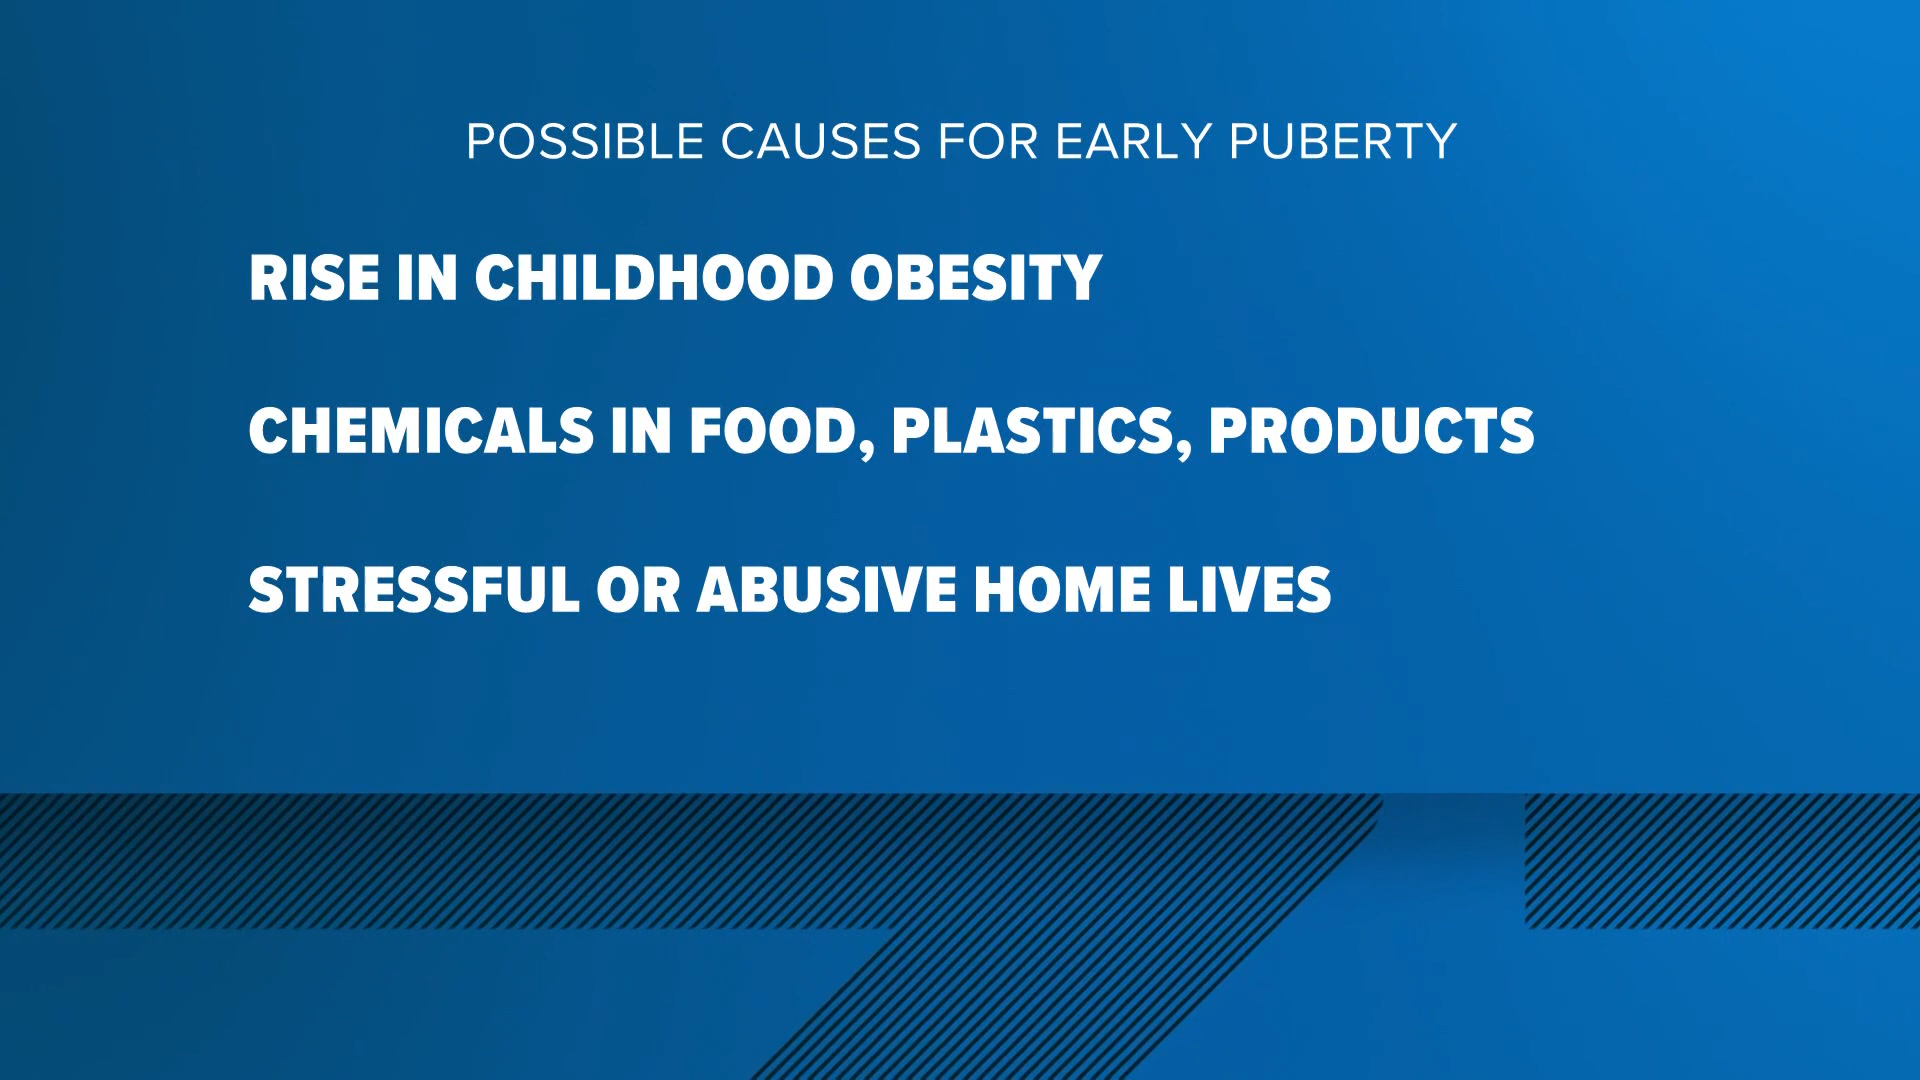 POSSIBLE CAUSES FOR EARLY PUBERTY
RISE IN CHILDHOOD OBESITY
CHEMICALS IN FOOD, PLASTICS, PRODUCTS
STRESSFUL OR ABUSIVE HOME LIVES